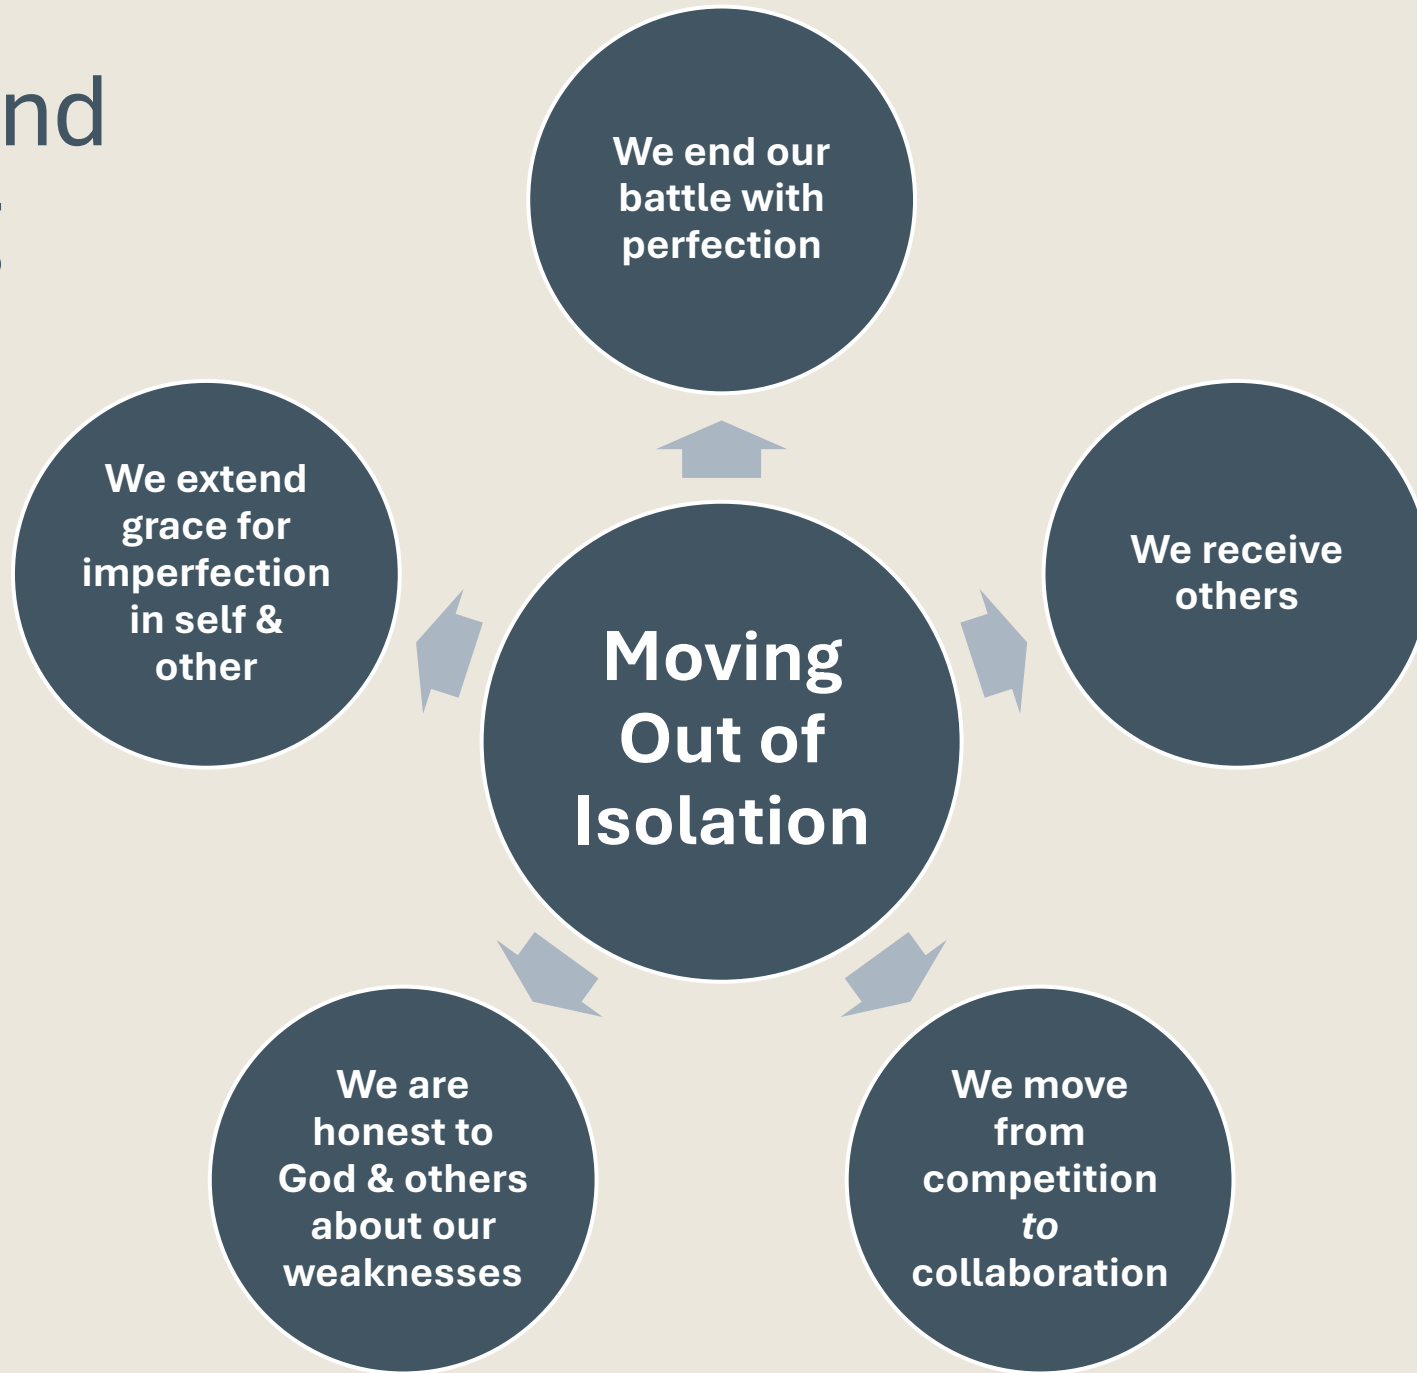 nd
We end our
battle with
perfection
We receive
others
We move
from
competition
to
collaboration
We are
honest to
God & others
about our
weaknesses
We extend
grace for
imperfection
in self &
other
Moving
Out of
Isolation